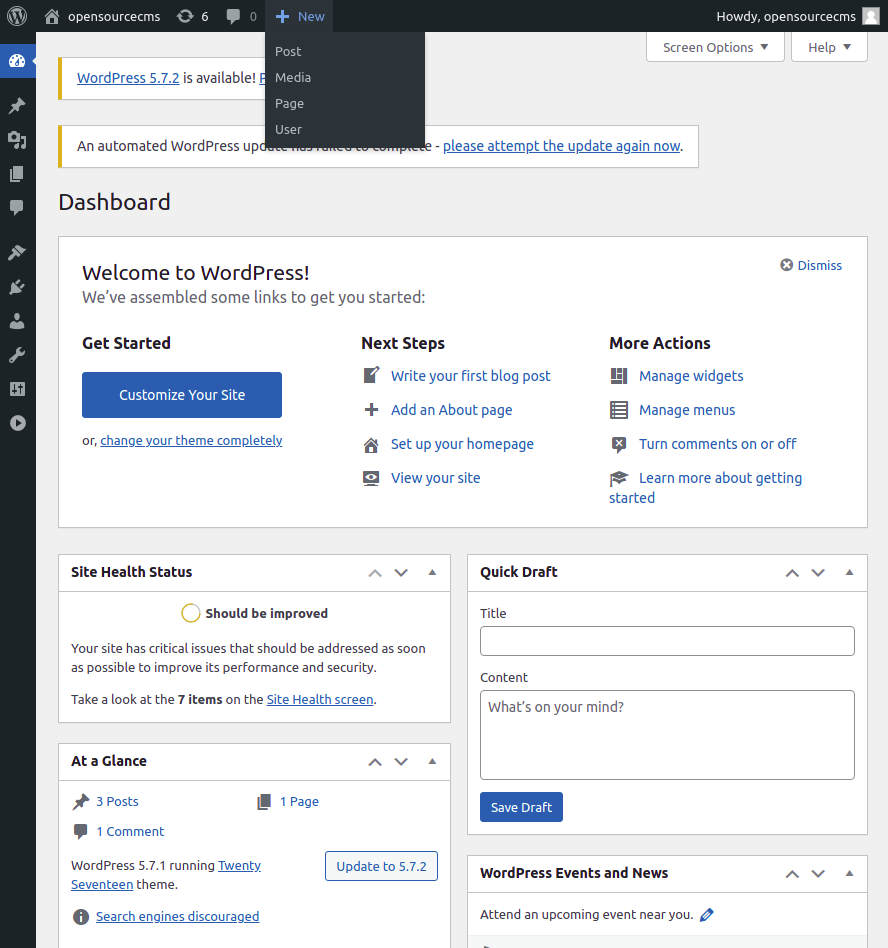 opensourcecms 6 0 New Howdy, opensourcecms
Post
Media
Page
User
Screen Options Help
WordPress 5.7.2 is available!
An automated WordPress update has failed to complete - please attempt the update again now.
Dashboard
Welcome to WordPress!
Dismiss
We've assembled some links to get you started:
Get Started
Customize Your Site
or, change your theme completely
Next Steps
Write your first blog post
Add an About page
Set up your homepage
View your site
More Actions
Manage widgets
Manage menus
Turn comments on or off
Learn more about getting
started
Site Health Status
Should be improved
Your site has critical issues that should be addressed as soon
as possible to improve its performance and security.
Take a look at the 7 items on the Site Health screen.
At a Glance
3 Posts 1 Page
1 Comment
WordPress 5.7.1 running Twenty
Seventeen theme.
Update to 5.7.2
Search engines discouraged
Quick Draft
Title
Content
What's on your mind?
Save Draft
WordPress Events and News
Attend an upcoming event near you.